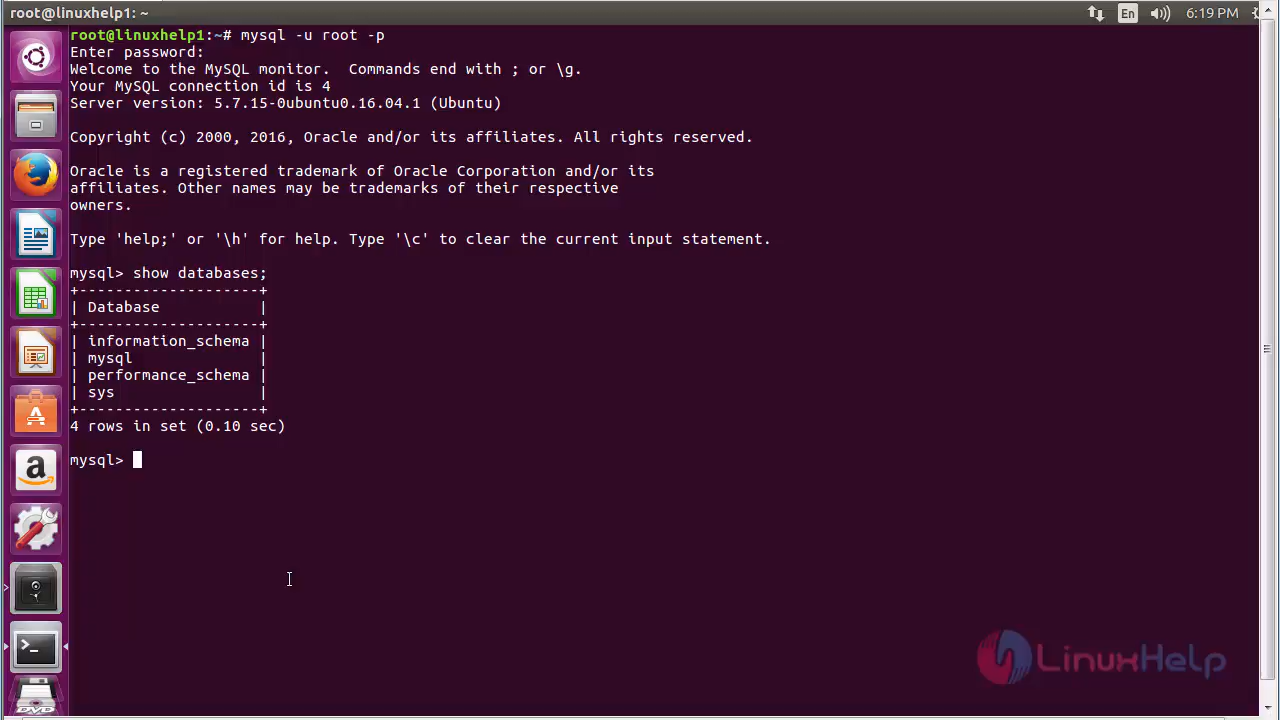 root@linuxhelp1: ~
En
6:19 PM
root@linuxhelp1:~# mysql -u root -p
Enter password:
Welcome to the MySQL monitor.  Commands end with ; or \g.
Your MySQL connection id is 4
Server version: 5.7.15-0ubuntu0.16.04.1 (Ubuntu)
Copyright (c) 2000, 2016, Oracle and/or its affiliates. All rights reserved.
Oracle is a registered trademark of Oracle Corporation and/or its
affiliates. Other names may be trademarks of their respective
owners.
Type 'help;' or '\h' for help. Type '\c' to clear the current input statement.
mysql> show databases;
+--------------------+
| Database           |
+--------------------+
| information_schema |
| mysql              |
| performance_schema |
| sys                |
+--------------------+
4 rows in set (0.10 sec)
mysql>
a
>_
DVD
LinuxHelp